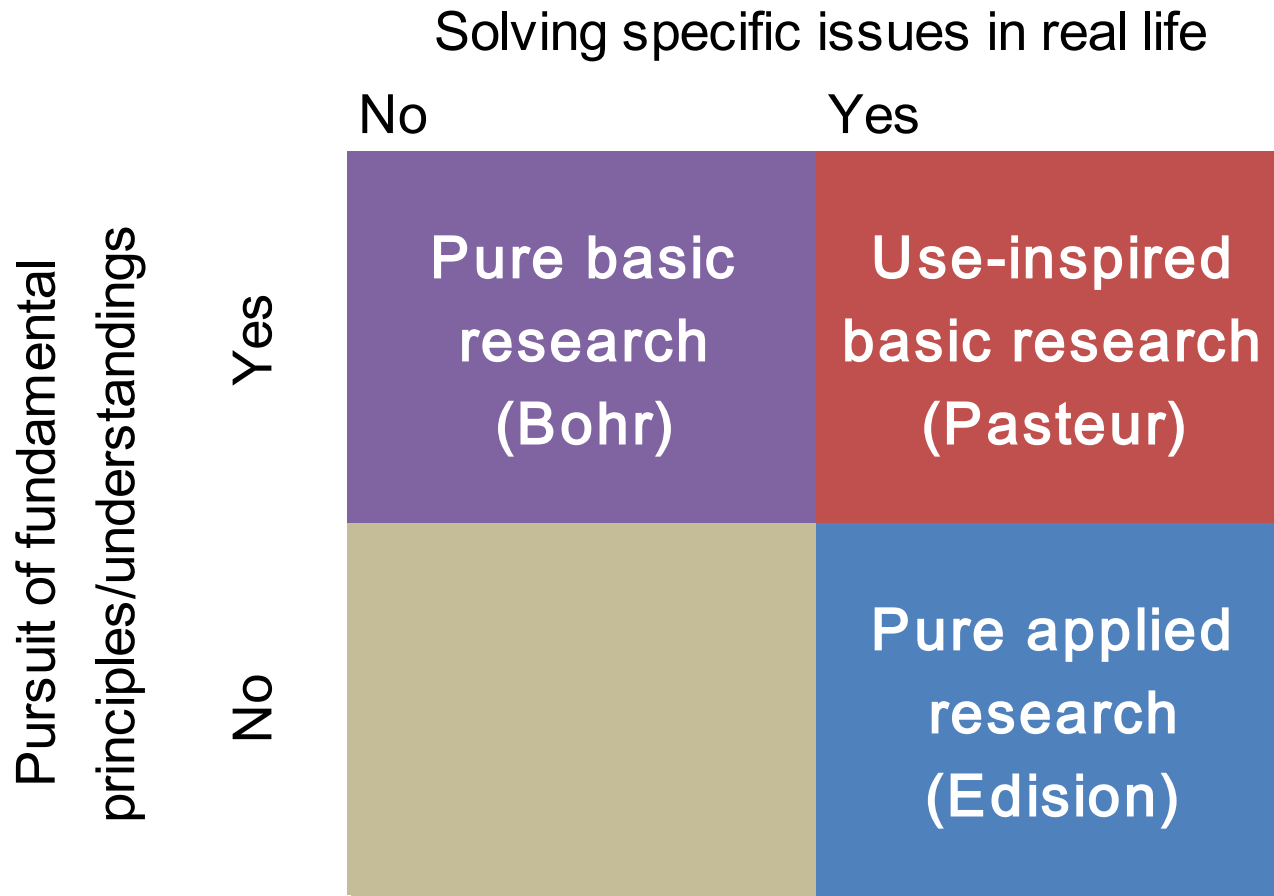 Solving specific issues in real life
No
Yes
Pursuit of fundamental
principles/understandings
Yes
No
Pure basic
research
(Bohr)
Use-inspired
basic research
(Pasteur)
Pure applied
research
(Edision)